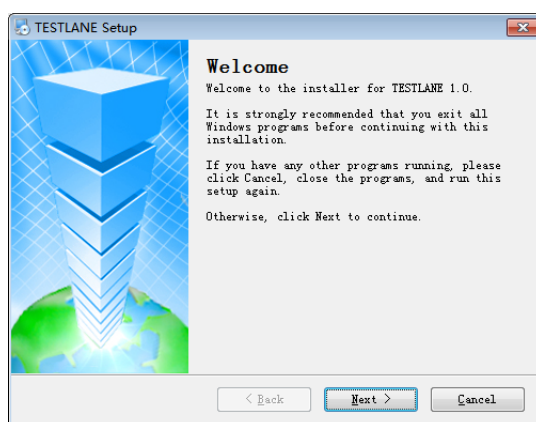 TESTLANE Setup
Welcome
Welcome to the installer for TESTLANE 1.0.
It is strongly recommended that you exit all
Windows programs before continuing with this
installation.
If you have any other programs running, please
click Cancel, close the programs, and run this
setup again.
Otherwise, click Next to continue.
< Back
Next >
Cancel